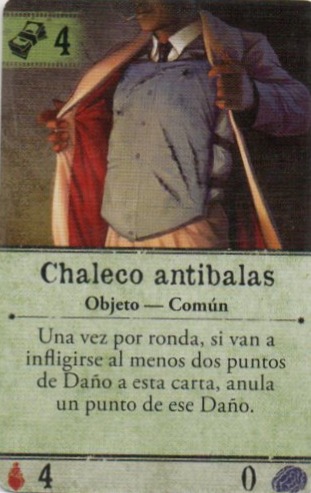 4
Chaleco antibalas
Objeto — Común
Una vez por ronda, si van a
infligirse al menos dos puntos
de Daño a esta carta, anula
un punto de ese Daño.
4 0